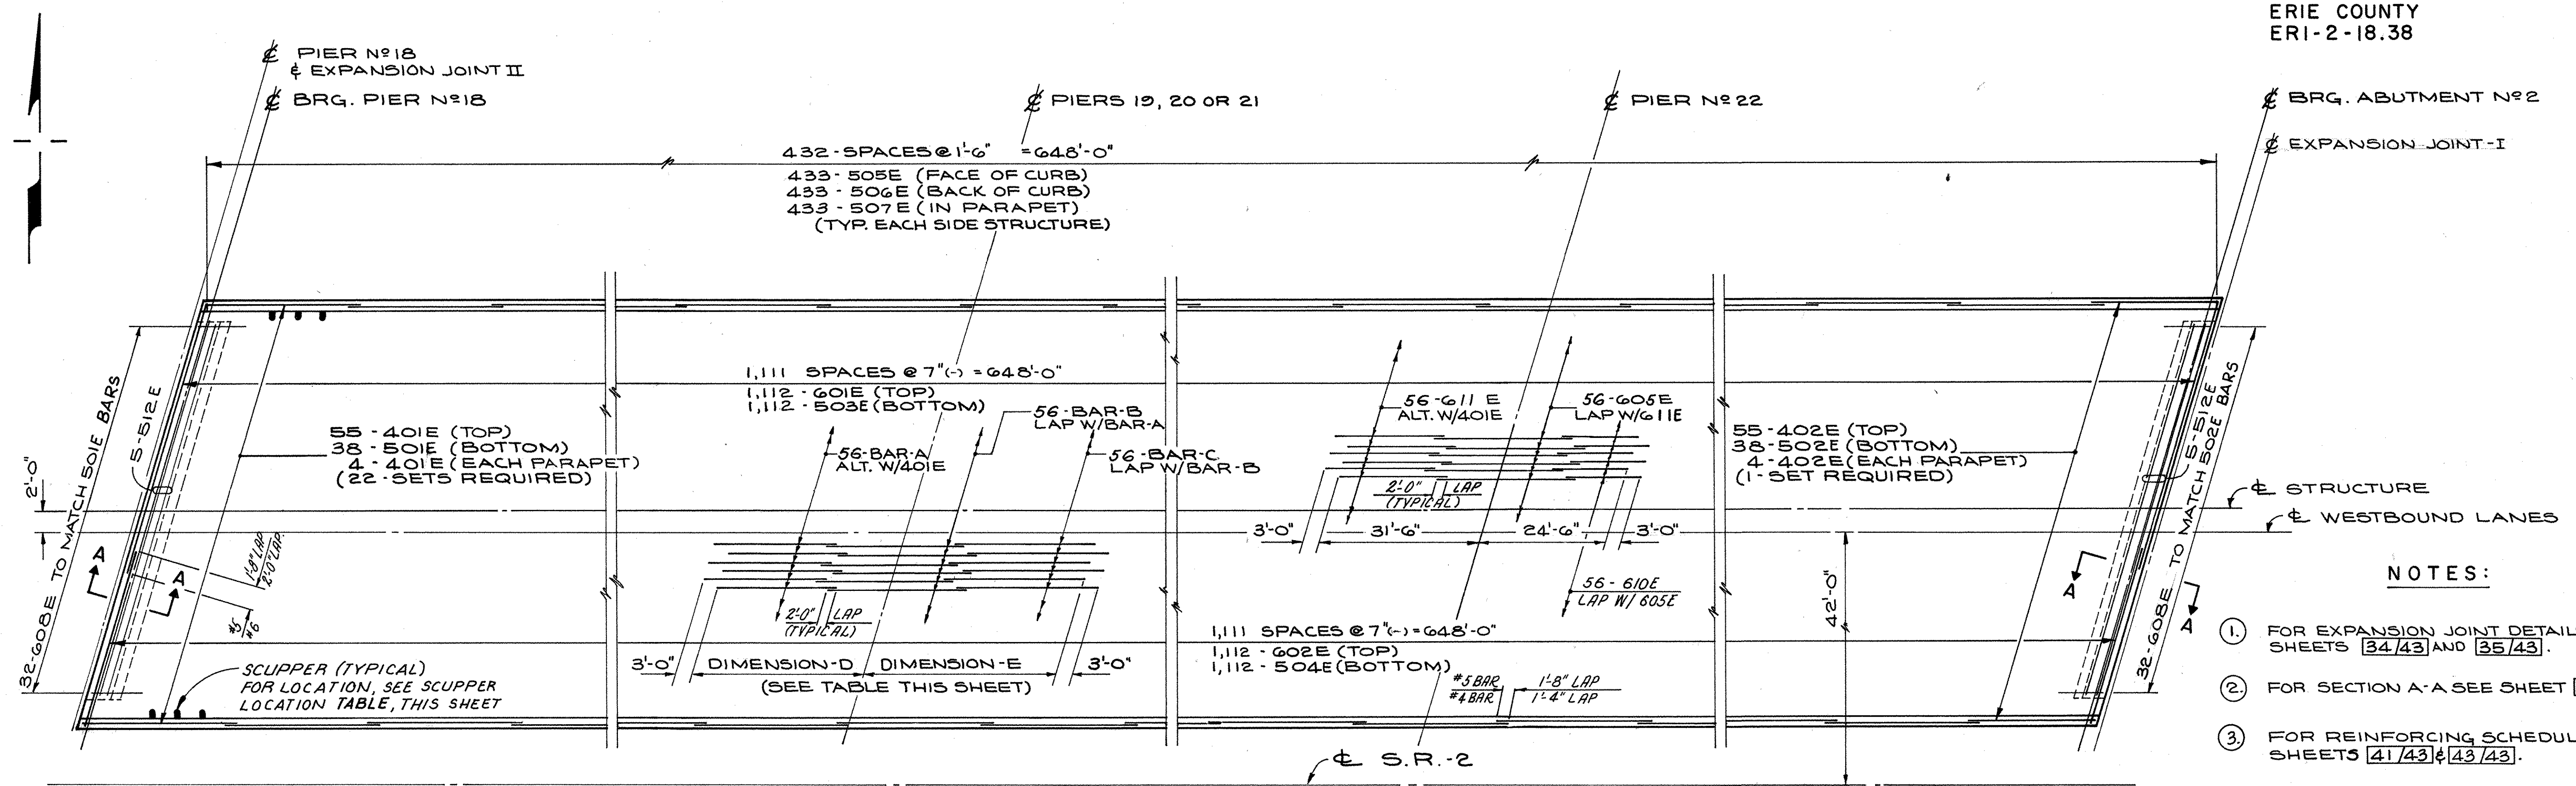 ERIE COUNTY
ERI-2-18.38
℄ PIER Nº 18
& EXPANSION JOINT II
℄ BRG. PIER Nº 18
℄ PIERS 19, 20 OR 21
℄ PIER Nº 22
℄ BRG. ABUTMENT Nº 2
℄ EXPANSION JOINT-I
432-SPACES @ 1'-6" =648'-0"
433-505E (FACE OF CURB)
433-506E (BACK OF CURB)
433-507E (IN PARAPET)
(TYP. EACH SIDE STRUCTURE)
1,111 SPACES @ 7"(-) = 648'-0"
1,112-601E (TOP)
1,112-503E (BOTTOM)
56-BAR-B
LAP W/BAR-A
56-BAR-A
ALT. W/401E
56-BAR-C
LAP W/BAR-B
56-611 E
ALT. W/401E
56-605E
LAP W/611E
55-401E (TOP)
38-501E (BOTTOM)
4-401E (EACH PARAPET)
(22-SETS REQUIRED)
55-402E (TOP)
38-502E (BOTTOM)
4-402E (EACH PARAPET)
(1-SET REQUIRED)
5-512E
5-512E
32-608E TO MATCH 501E BARS
32-608E TO MATCH 502E BARS
2'-0"
2'-0" LAP
(TYPICAL)
℄ STRUCTURE
℄ WESTBOUND LANES
3'-0"
31'-6"
24'-6"
3'-0"
A
A
1'-8" LAP
2'-0" LAP
#5
#6
2'-0" LAP
(TYPICAL)
56-610E
LAP W/605E
42'-0"
A
A
NOTES:
3'-0"
DIMENSION-D
DIMENSION-E
3'-0"
(SEE TABLE THIS SHEET)
1,111 SPACES @ 7"(-) = 648'-0"
1,112-602E (TOP)
1,112-504E (BOTTOM)
#5 BAR 1'-8" LAP
#4 BAR 1'-4" LAP
SCUPPER (TYPICAL)
FOR LOCATION, SEE SCUPPER
LOCATION TABLE, THIS SHEET
1. FOR EXPANSION JOINT DETAIL
SHEETS 34/43 AND 35/43.
2. FOR SECTION A-A SEE SHEET
3. FOR REINFORCING SCHEDUL
SHEETS 41/43 & 43/43.
℄ S.R.-2